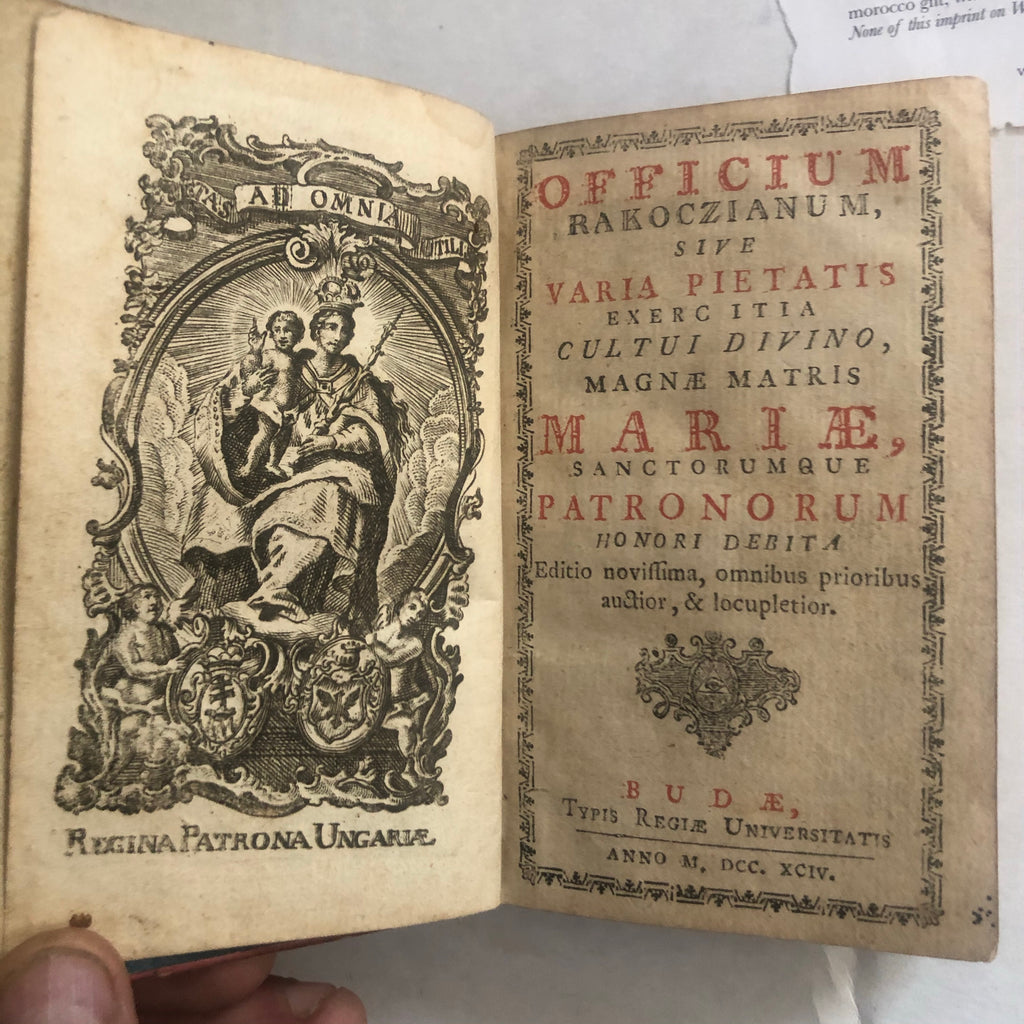 TAS AD OMNIA UTILI
REGINA PATRONA UNGARIÆ
OFFICIUM
RAKOCZIANUM,
SIVE
VARIA PIETATIS
EXERCITIA
CULTUI DIVINO,
MAGNÆ MATRIS
MARIÆ,
SANCTORUMQUE
PATRONORUM
HONORI DEBITA
Editio noviſſima, omnibus prioribus
auctior, & locupletior.
BUDÆ,
TYPIS REGIÆ UNIVERSITATIS
ANNO M. DCC. XCIV.
morocco gilt,
None of this imprint on W